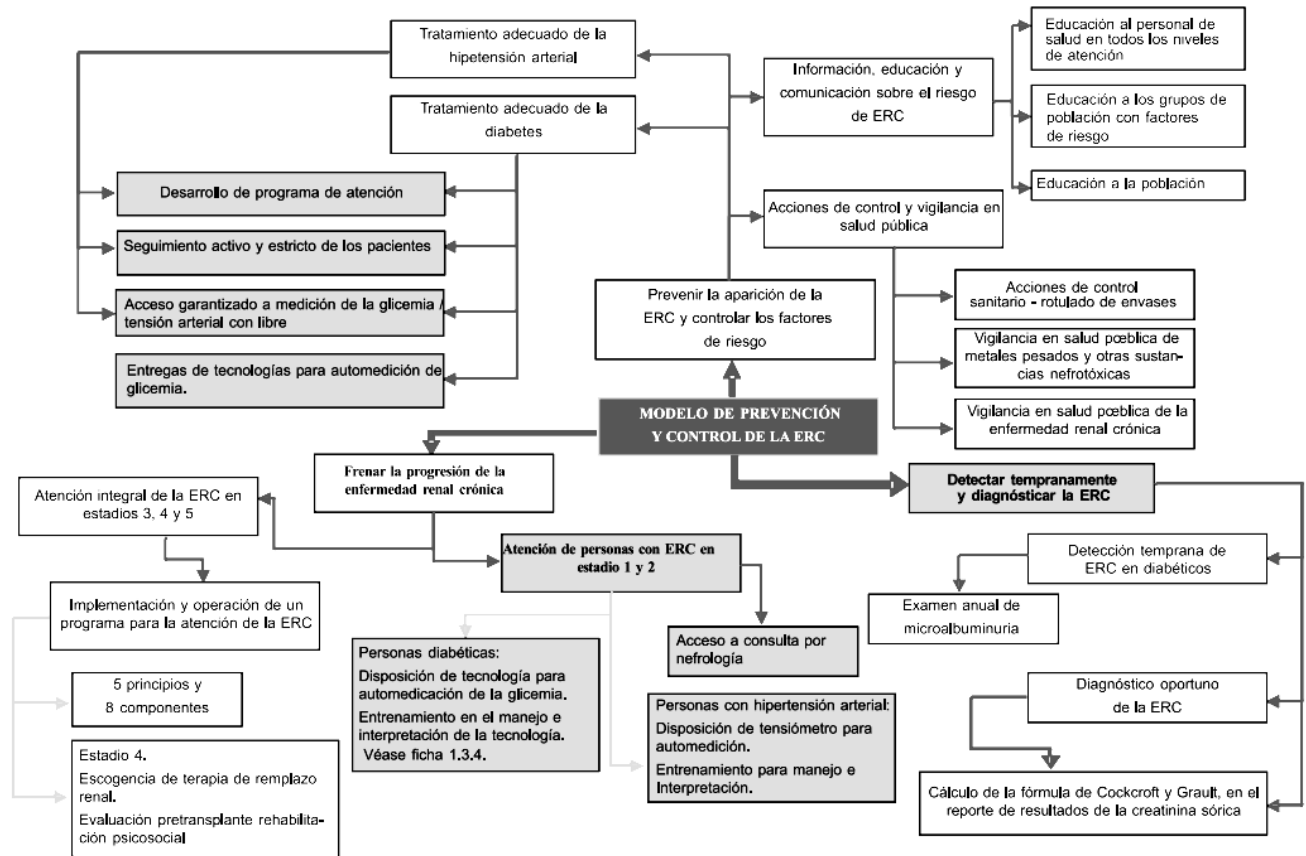 Tratamiento adecuado de la
hipetensión arterial
Tratamiento adecuado de la
diabetes
Desarrollo de programa de atención
Seguimiento activo y estricto de los pacientes
Acceso garantizado a medición de la glicemia /
tensión arterial con libre
Entregas de tecnologías para automedición de
glicemia.
Información, educación y
comunicación sobre el riesgo
de ERC
Educación al personal de
salud en todos los niveles
de atención
Educación a los grupos de
población con factores
de riesgo
Educación a la población
Acciones de control y vigilancia en
salud pública
Prevenir la aparición de la
ERC y controlar los factores
de riesgo
Acciones de control
sanitario - rotulado de envases
Vigilancia en salud pœblica de
metales pesados y otras sustan-
cias nefrotóxicas
Vigilancia en salud pœblica de la
enfermedad renal crónica
MODELO DE PREVENCIÓN
Y CONTROL DE LA ERC
Frenar la progresión de la
enfermedad renal crónica
Detectar tempranamente
y diagnósticar la ERC
Atención integral de la ERC en
estadios 3, 4 y 5
Atención de personas con ERC en
estadio 1 y 2
Detección temprana de
ERC en diabéticos
Examen anual de
microalbuminuria
Implementación y operación de un
programa para la atención de la ERC
Acceso a consulta por
nefrología
Personas diabéticas:
Disposición de tecnología para
automedicación de la glicemia.
Entrenamiento en el manejo e
interpretación de la tecnología.
Véase ficha 1.3.4.
5 principios y
8 componentes
Personas con hipertensión arterial:
Disposición de tensiómetro para
automedición.
Entrenamiento para manejo e
Interpretación.
Diagnóstico oportuno
de la ERC
Estadio 4.
Escogencia de terapia de remplazo
renal.
Evaluación pretransplante rehabilita-
ción psicosocial
Cálculo de la fórmula de Cockcroft y Grault, en el
reporte de resultados de la creatinina sórica